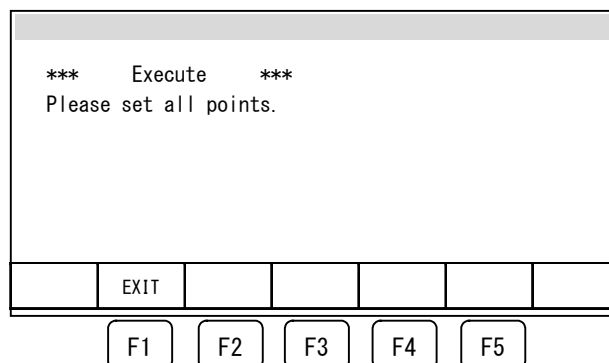 *** Execute ***
Please set all points.
EXIT
F1 F2 F3 F4 F5